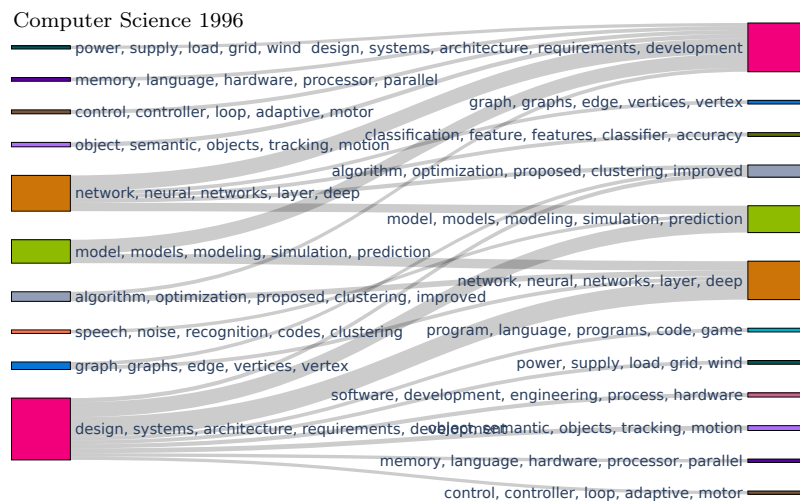 Computer Science 1996
power, supply, load, grid, wind
memory, language, hardware, processor, parallel
control, controller, loop, adaptive, motor
object, semantic, objects, tracking, motion
network, neural, networks, layer, deep
model, models, modeling, simulation, prediction
algorithm, optimization, proposed, clustering, improved
speech, noise, recognition, codes, clustering
graph, graphs, edge, vertices, vertex
design, systems, architecture, requirements, development
design, systems, architecture, requirements, development
graph, graphs, edge, vertices, vertex
classification, feature, features, classifier, accuracy
algorithm, optimization, proposed, clustering, improved
model, models, modeling, simulation, prediction
network, neural, networks, layer, deep
program, language, programs, code, game
power, supply, load, grid, wind
software, development, engineering, process, hardware
object, semantic, objects, tracking, motion
memory, language, hardware, processor, parallel
control, controller, loop, adaptive, motor